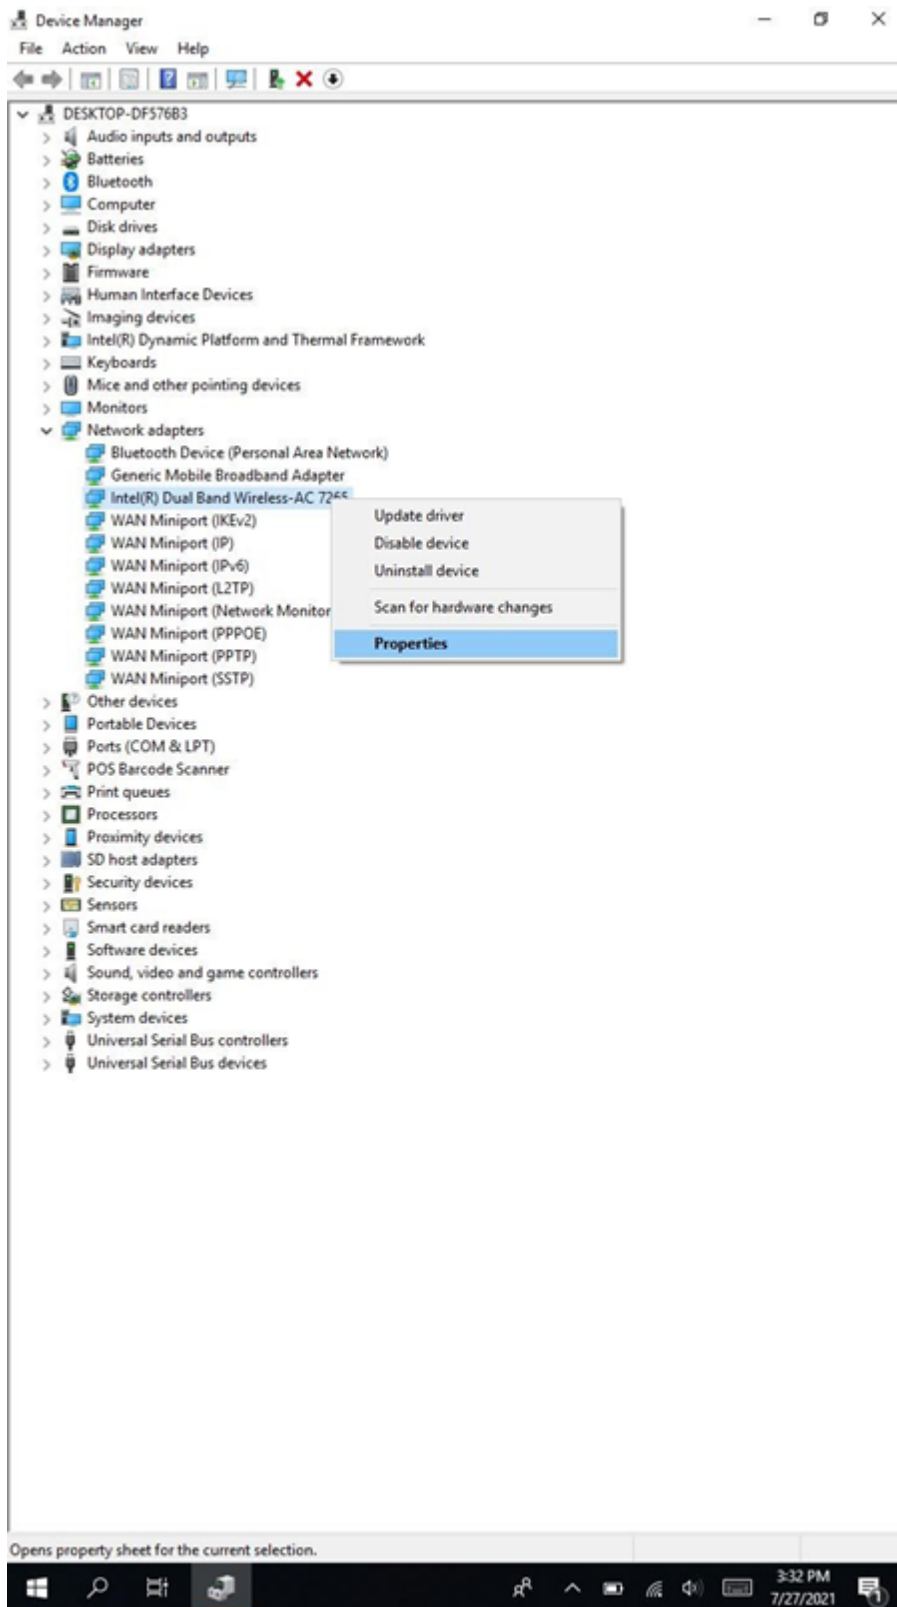 Device Manager
File Action View Help
DESKTOP-DF576B3
Audio inputs and outputs
Batteries
Bluetooth
Computer
Disk drives
Display adapters
Firmware
Human Interface Devices
Imaging devices
Intel(R) Dynamic Platform and Thermal Framework
Keyboards
Mice and other pointing devices
Monitors
Network adapters
Bluetooth Device (Personal Area Network)
Generic Mobile Broadband Adapter
Intel(R) Dual Band Wireless-AC 7265
WAN Miniport (IKEv2)
WAN Miniport (IP)
WAN Miniport (IPv6)
WAN Miniport (L2TP)
WAN Miniport (Network Monitor
WAN Miniport (PPPOE)
WAN Miniport (PPTP)
WAN Miniport (SSTP)
Update driver
Disable device
Uninstall device
Scan for hardware changes
Properties
Other devices
Portable Devices
Ports (COM & LPT)
POS Barcode Scanner
Print queues
Processors
Proximity devices
SD host adapters
Security devices
Sensors
Smart card readers
Software devices
Sound, video and game controllers
Storage controllers
System devices
Universal Serial Bus controllers
Universal Serial Bus devices
Opens property sheet for the current selection.
3:32 PM
7/27/2021
1